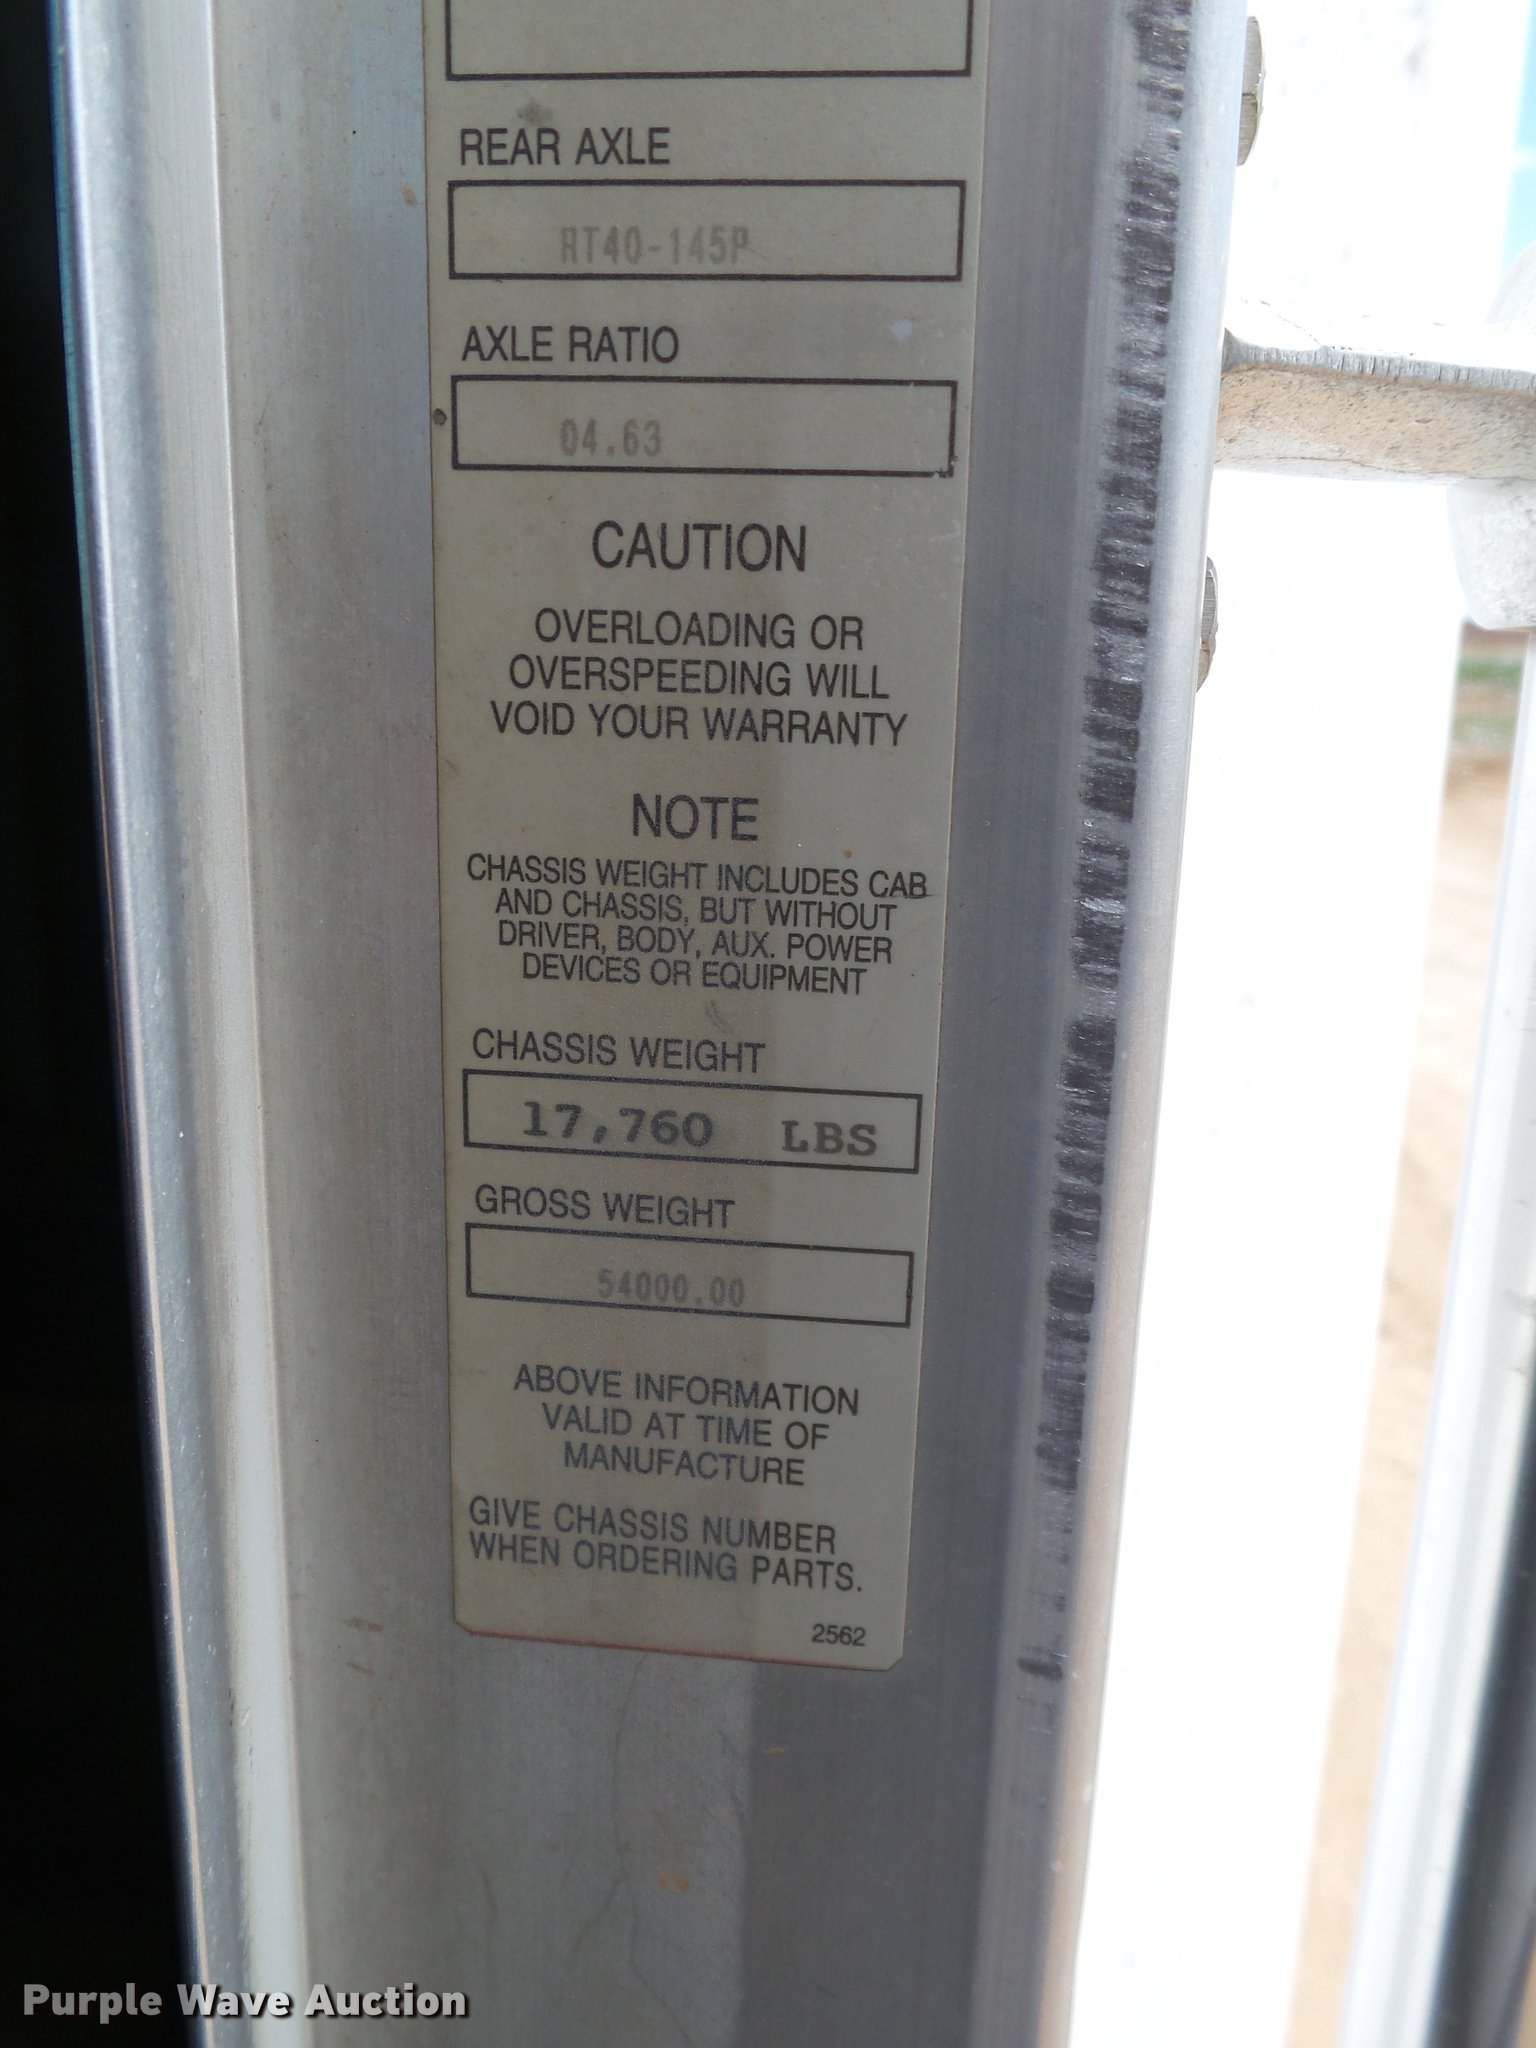 REAR AXLE
RT40-145P
AXLE RATIO
04.63
CAUTION
OVERLOADING OR
OVERSPEEDING WILL
VOID YOUR WARRANTY
NOTE
CHASSIS WEIGHT INCLUDES CAB
AND CHASSIS, BUT WITHOUT
DRIVER, BODY, AUX. POWER
DEVICES OR EQUIPMENT
CHASSIS WEIGHT
17,760 LBS
GROSS WEIGHT
54000.00
ABOVE INFORMATION
VALID AT TIME OF
MANUFACTURE
GIVE CHASSIS NUMBER
WHEN ORDERING PARTS.
2562
Purple Wave Auction